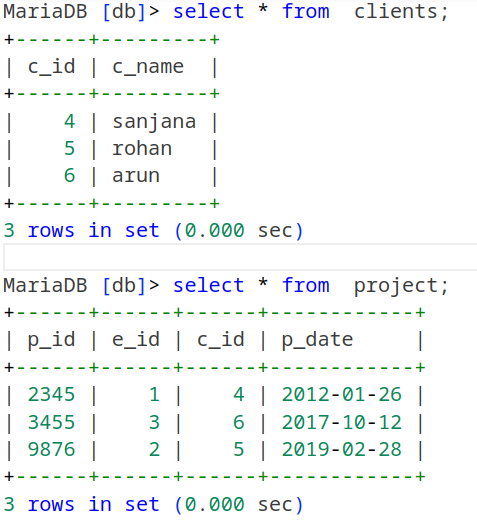 MariaDB [db]> select * from  clients;
+------+---------+
| c_id | c_name  |
+------+---------+
|    4 | sanjana |
|    5 | rohan   |
|    6 | arun    |
+------+---------+
3 rows in set (0.000 sec)
MariaDB [db]> select * from  project;
+------+------+------+------------+
| p_id | e_id | c_id | p_date     |
+------+------+------+------------+
| 2345 |    1 |    4 | 2012-01-26 |
| 3455 |    3 |    6 | 2017-10-12 |
| 9876 |    2 |    5 | 2019-02-28 |
+------+------+------+------------+
3 rows in set (0.000 sec)